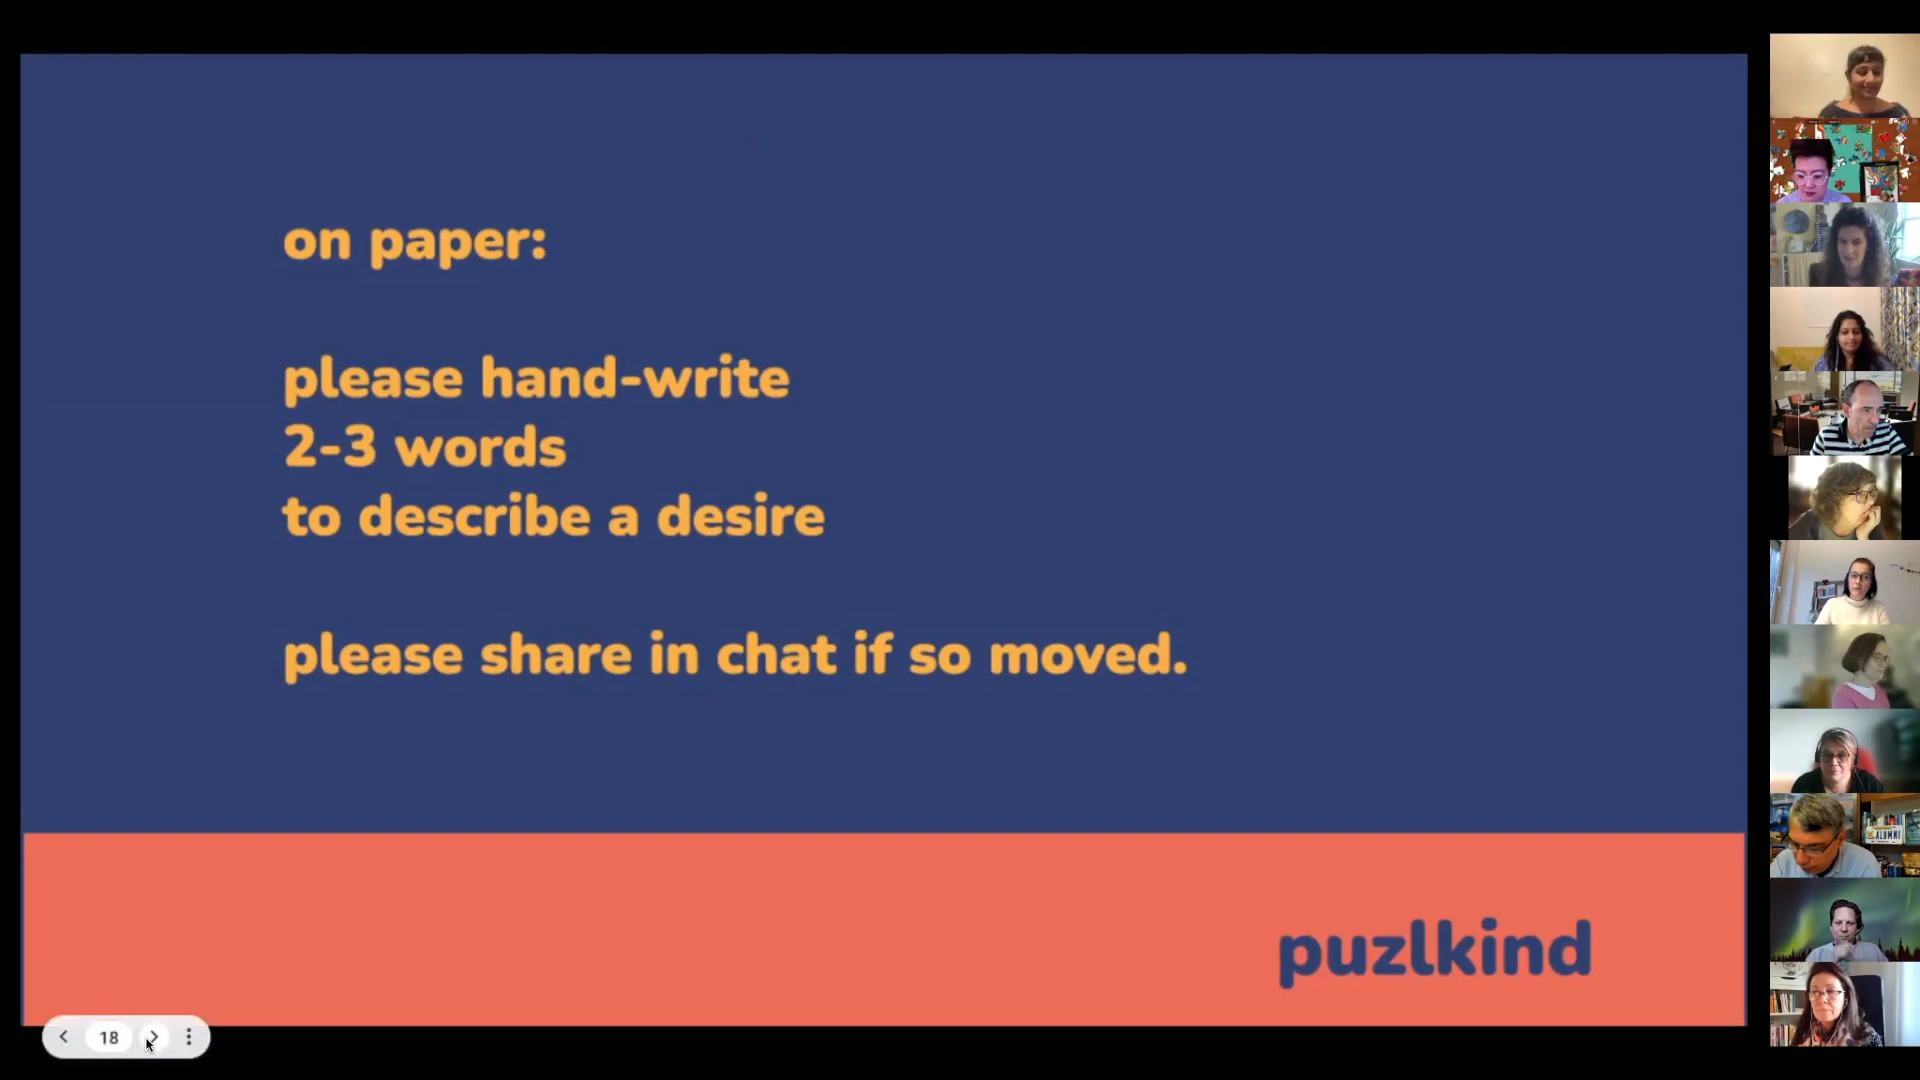 on paper:
please hand-write
2-3 words
to describe a desire
please share in chat if so moved.
puzlkind
18
ALUMNI